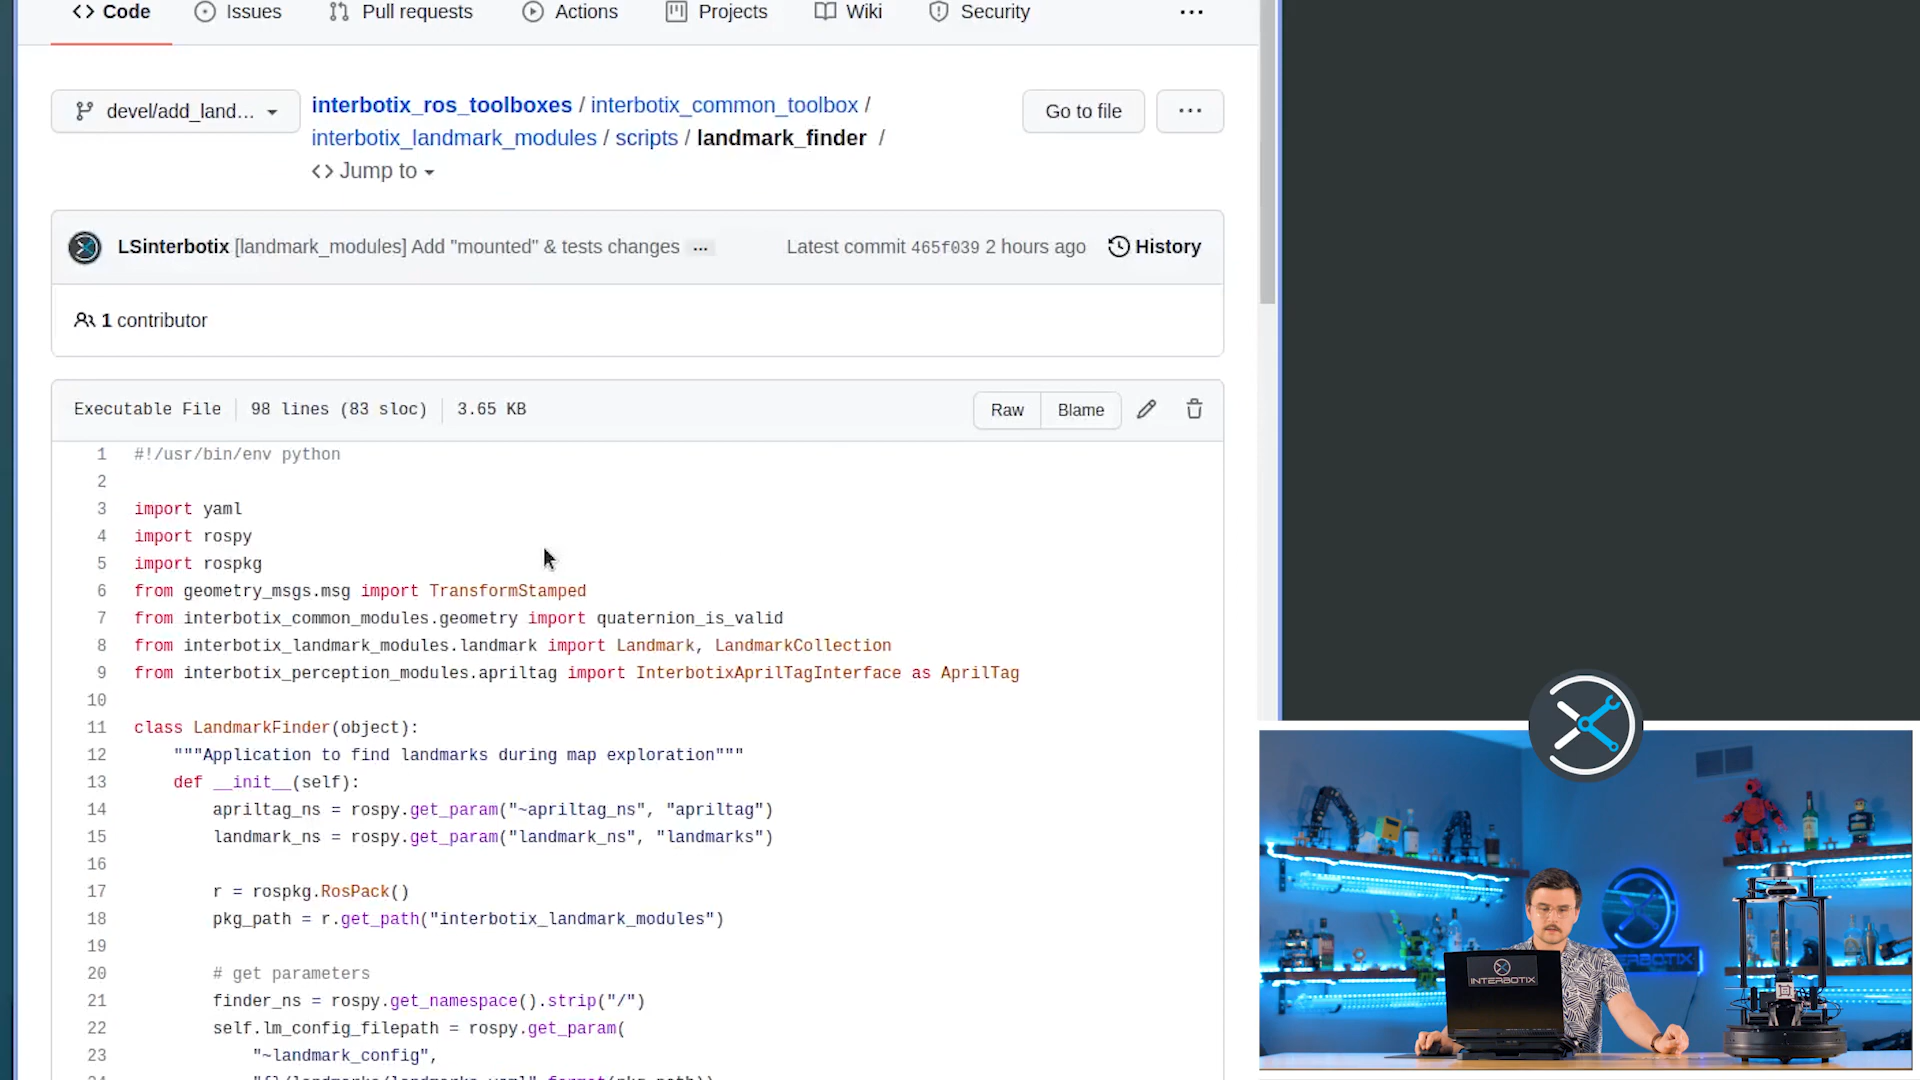 Code Issues Pull requests Actions Projects Wiki Security ...
devel/add_land...
interbotix_ros_toolboxes / interbotix_common_toolbox /
interbotix_landmark_modules / scripts / landmark_finder /
Jump to
Go to file
...
LSinterbotix [landmark_modules] Add "mounted" & tests changes ... Latest commit 465f039 2 hours ago History
1 contributor
Executable File 98 lines (83 sloc) 3.65 KB Raw Blame
1 #!/usr/bin/env python
2
3 import yaml
4 import rospy
5 import rospkg
6 from geometry_msgs.msg import TransformStamped
7 from interbotix_common_modules.geometry import quaternion_is_valid
8 from interbotix_landmark_modules.landmark import Landmark, LandmarkCollection
9 from interbotix_perception_modules.apriltag import InterbotixAprilTagInterface as AprilTag
10
11 class LandmarkFinder(object):
12 """Application to find landmarks during map exploration"""
13 def __init__(self):
14 apriltag_ns = rospy.get_param("~apriltag_ns", "apriltag")
15 landmark_ns = rospy.get_param("landmark_ns", "landmarks")
16
17 r = rospkg.RosPack()
18 pkg_path = r.get_path("interbotix_landmark_modules")
19
20 # get parameters
21 finder_ns = rospy.get_namespace().strip("/")
22 self.lm_config_filepath = rospy.get_param(
23 "~landmark_config",
INTERBOTIX